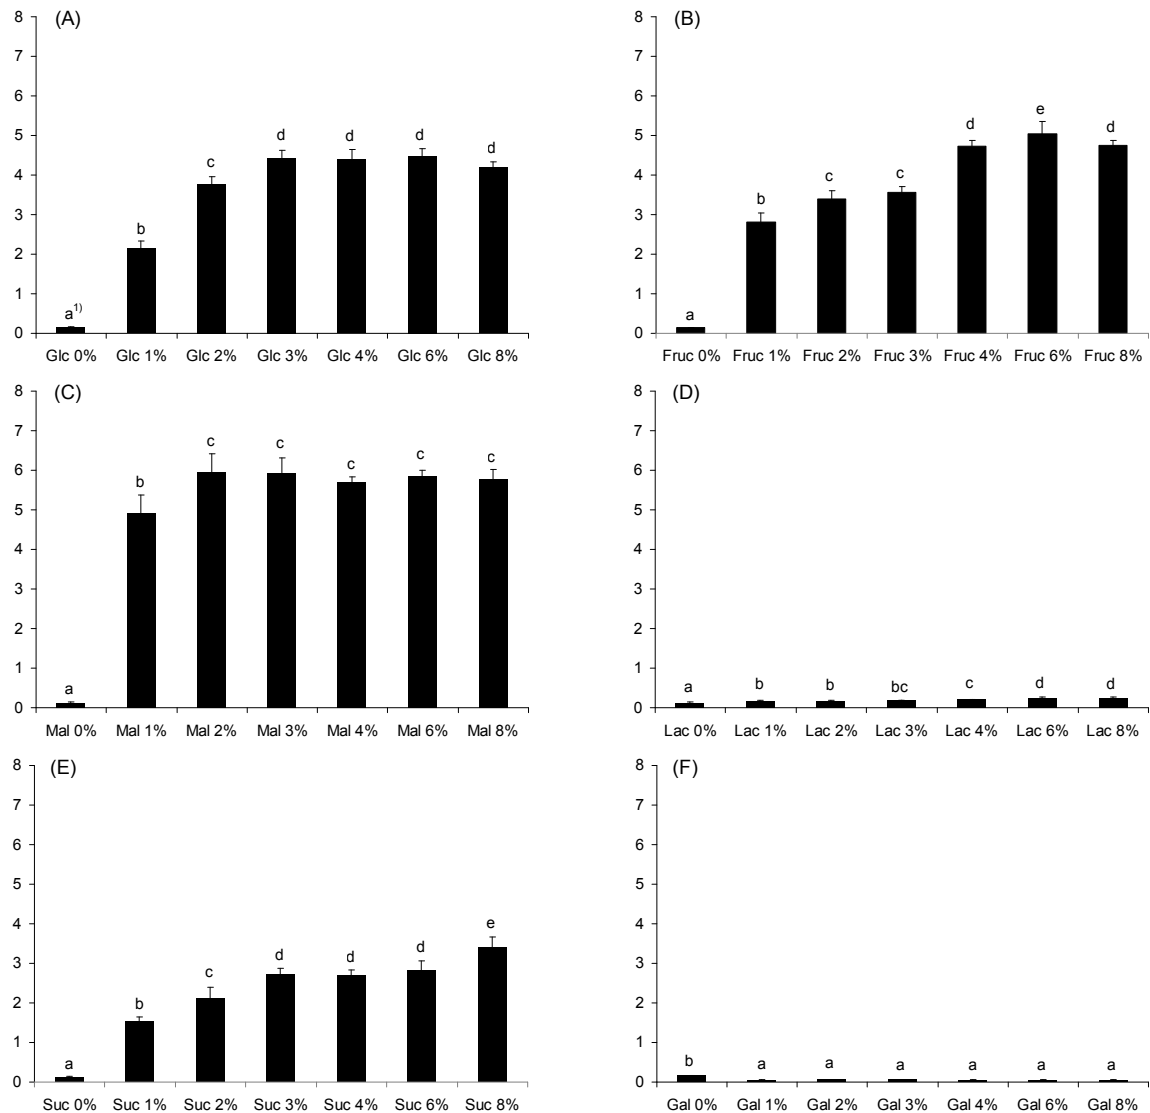 (A)
8
7
6
5
4
3
2
1
0
a1)
b
c
d
d
d
d
Glc 0% Glc 1% Glc 2% Glc 3% Glc 4% Glc 6% Glc 8%
(B)
8
7
6
5
4
3
2
1
0
a
b
c
c
d
e
d
Fruc 0% Fruc 1% Fruc 2% Fruc 3% Fruc 4% Fruc 6% Fruc 8%
(C)
8
7
6
5
4
3
2
1
0
a
b
c
c
c
c
c
Mal 0% Mal 1% Mal 2% Mal 3% Mal 4% Mal 6% Mal 8%
(D)
8
7
6
5
4
3
2
1
0
a
b
b
bc
c
d
d
Lac 0% Lac 1% Lac 2% Lac 3% Lac 4% Lac 6% Lac 8%
(E)
8
7
6
5
4
3
2
1
0
a
b
c
d
d
d
e
Suc 0% Suc 1% Suc 2% Suc 3% Suc 4% Suc 6% Suc 8%
(F)
8
7
6
5
4
3
2
1
0
b
a
a
a
a
a
a
Gal 0% Gal 1% Gal 2% Gal 3% Gal 4% Gal 6% Gal 8%